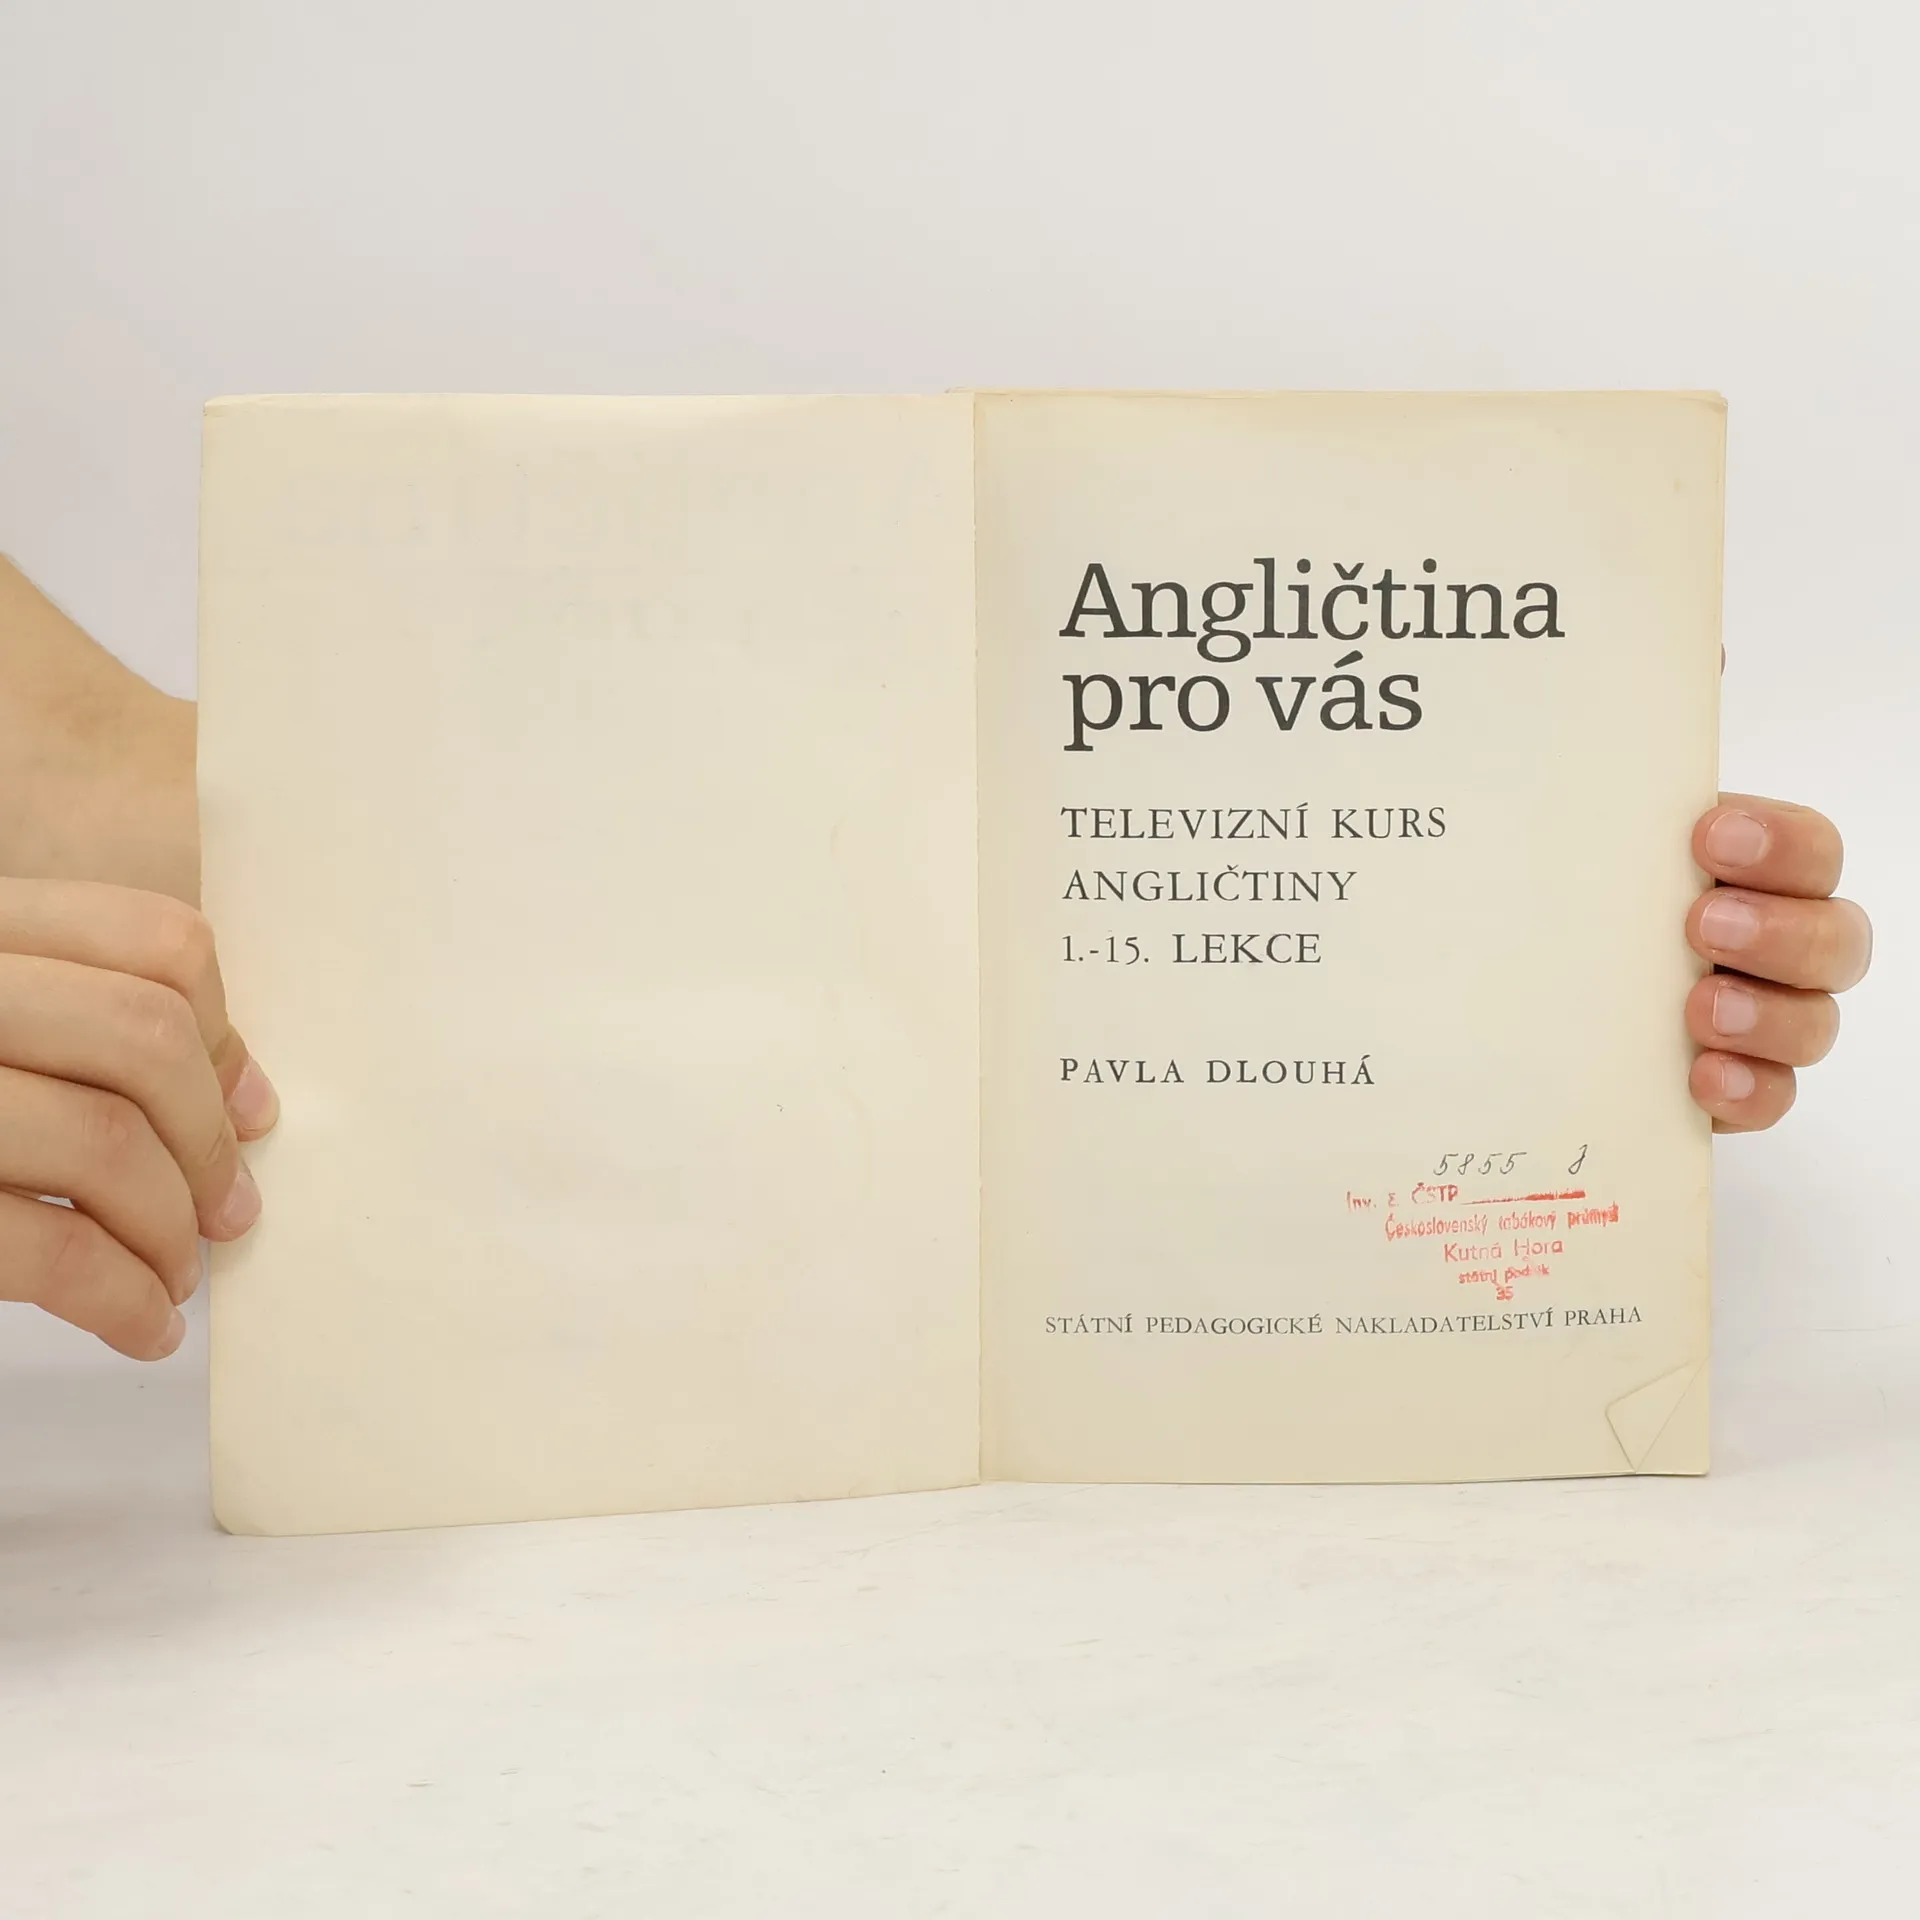 Angličtina
pro vás
TELEVIZNÍ KURS
ANGLIČTINY
1.-15. LEKCE
PAVLA DLOUHÁ
5855
Inv. č. ČSTP
Československý tabákový průmysl
Kutná Hora
státní podnik
35
STÁTNÍ PEDAGOGICKÉ NAKLADATELSTVÍ PRAHA